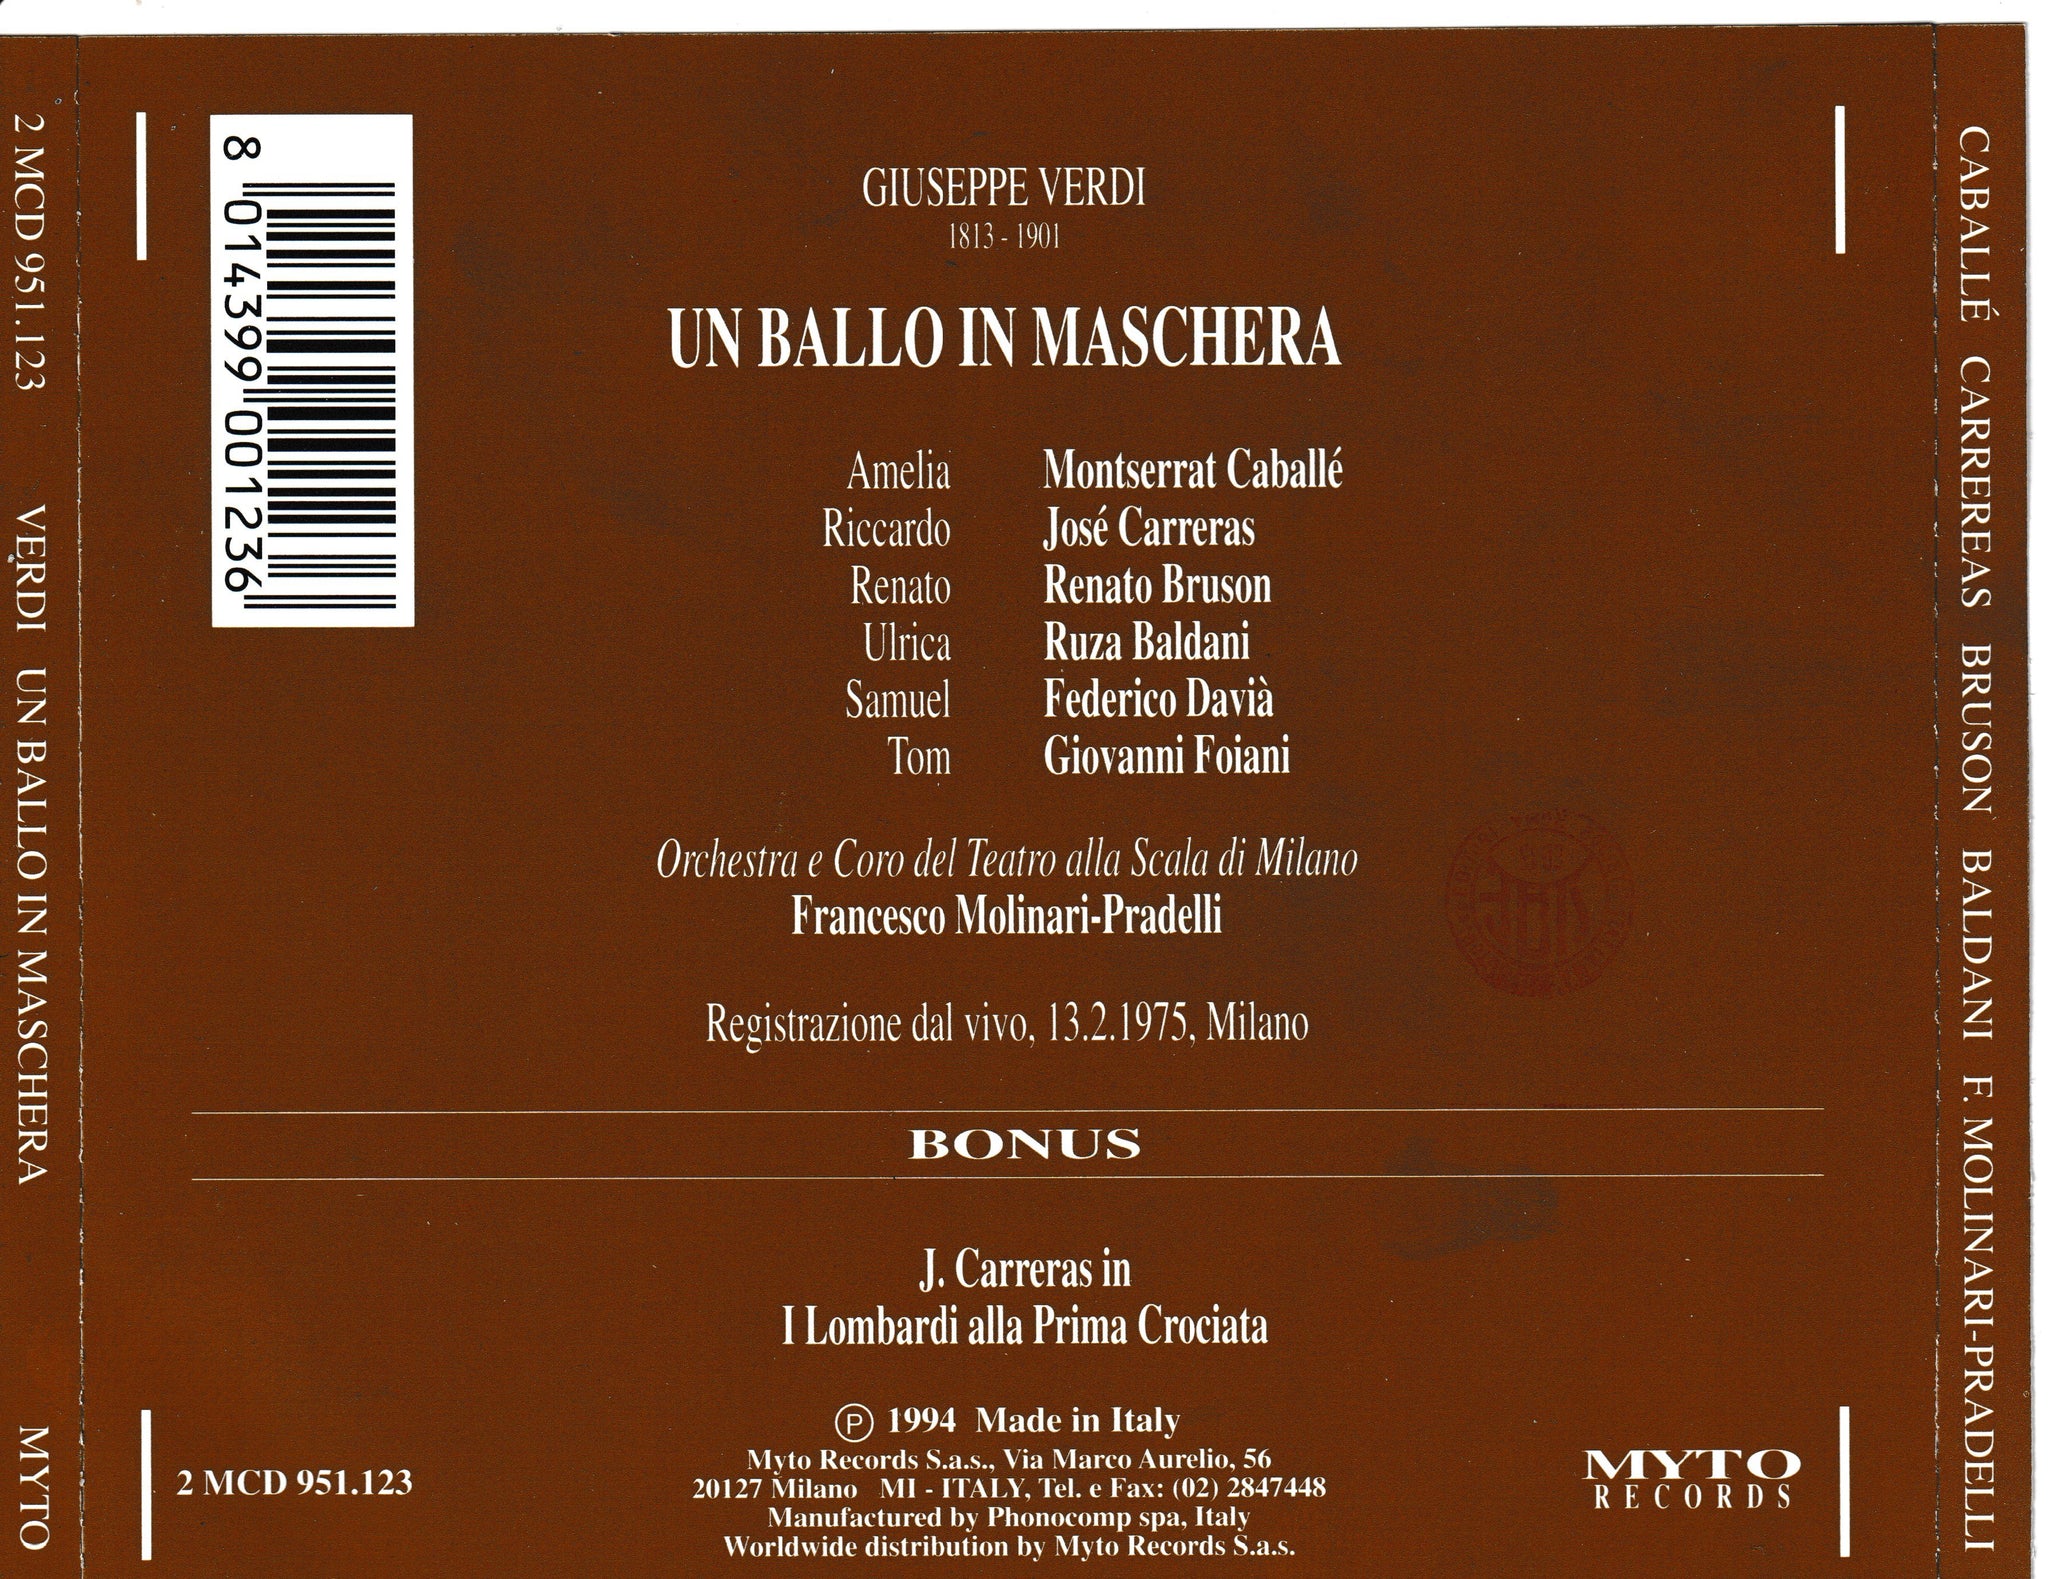 2 MCD 951.123 VERDI UN BALLO IN MASCHERA MYTO
8 014399 001236
GIUSEPPE VERDI
1813 - 1901
UN BALLO IN MASCHERA
Amelia Montserrat Caballé
Riccardo José Carreras
Renato Renato Bruson
Ulrica Ruza Baldani
Samuel Federico Davià
Tom Giovanni Foiani
Orchestra e Coro del Teatro alla Scala di Milano
Francesco Molinari-Pradelli
Registrazione dal vivo, 13.2.1975, Milano
BONUS
J. Carreras in
I Lombardi alla Prima Crociata
Ⓟ 1994 Made in Italy
Myto Records S.a.s., Via Marco Aurelio, 56
20127 Milano MI - ITALY, Tel. e Fax: (02) 2847448
Manufactured by Phonocomp spa, Italy
Worldwide distribution by Myto Records S.a.s.
2 MCD 951.123
MYTO
RECORDS
CABALLÉ CARREREAS BRUSON BALDANI F. MOLINARI-PRADELLI